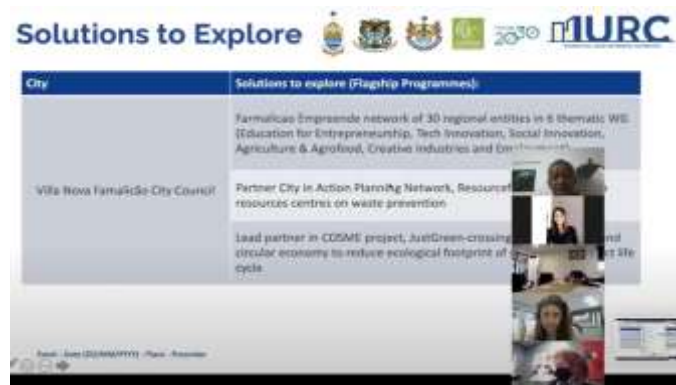 Solutions to Explore
2030
IURC
City
Solutions to explore (Flagship Programmes):
Famalicao Empreende network of 30 regional entities in 6 thematic WG
(Education for Entrepreneurship, Tech Innovation, Social Innovation,
Agriculture & Agrofood, Creative Industries and
Villa Nova Famalicão City Council
Partner City in Action Planning Network,
resources centres on waste prevention
Lead partner in COSME project, JustGreen-crossing and
circular economy to reduce ecological footprint of life
cycle